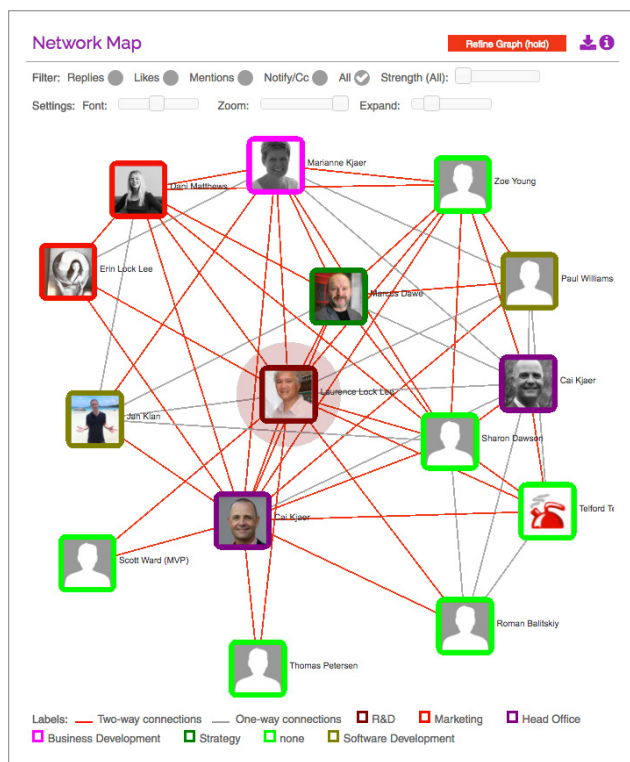 Network Map
Refine Graph (hold)
Filter: Replies Likes Mentions Notify/Cc All Strength (All):
Settings: Font: Zoom: Expand:
Marianne Kjaer
Dani Matthews
Zoe Young
Erin Lock Lee
Paul Williams
Marcus Dawe
Cai Kjaer
Laurence Lock Lee
Jan Kian
Sharon Dawson
Telford Te
Cai Kjaer
Scott Ward (MVP)
Roman Balitskiy
Thomas Petersen
Labels: Two-way connections One-way connections R&D Marketing Head Office
Business Development Strategy none Software Development